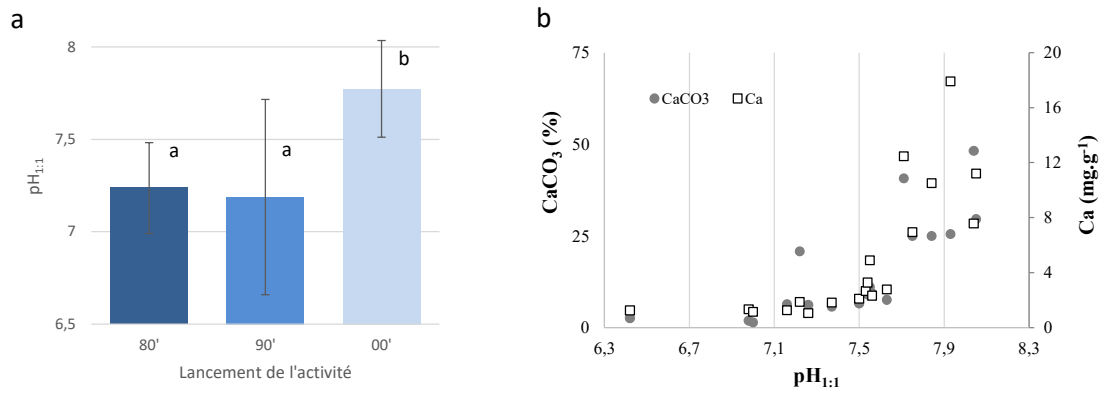 a
8
7,5
7
6,5
pH1:1
a
a
b
80'
90'
00'
Lancement de l'activité
b
75
50
25
0
CaCO3 (%)
CaCO3
Ca
20
16
12
8
4
0
Ca (mg.g-1)
6,3
6,7
7,1
7,5
7,9
8,3
pH1:1